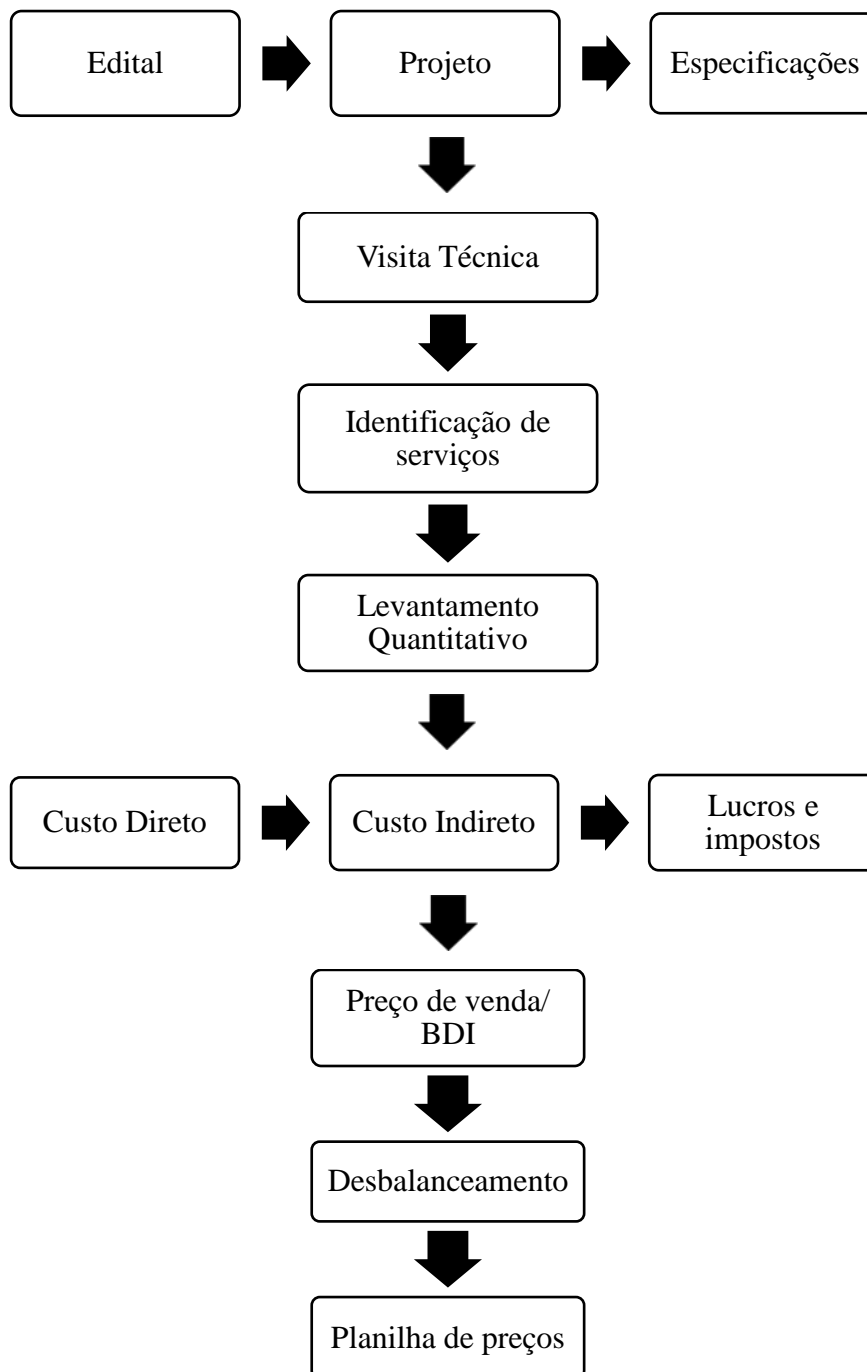 Edital
Projeto
Especificações
Visita Técnica
Identificação de
serviços
Levantamento
Quantitativo
Custo Direto
Custo Indireto
Lucros e
impostos
Preço de venda/
BDI
Desbalanceamento
Planilha de preços